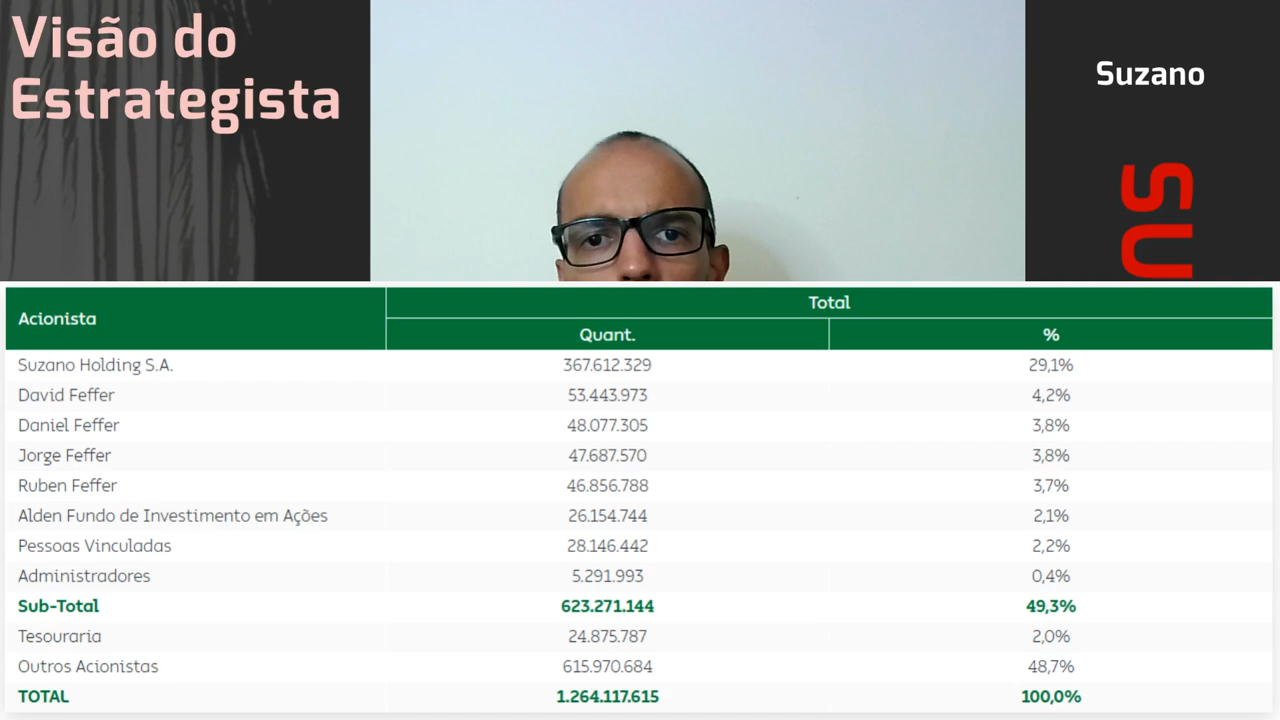 Visão do
Estrategista
Suzano
SU
Acionista
Total
Quant. %
Suzano Holding S.A. 367.612.329 29,1%
David Feffer 53.443.973 4,2%
Daniel Feffer 48.077.305 3,8%
Jorge Feffer 47.687.570 3,8%
Ruben Feffer 46.856.788 3,7%
Alden Fundo de Investimento em Ações 26.154.744 2,1%
Pessoas Vinculadas 28.146.442 2,2%
Administradores 5.291.993 0,4%
Sub-Total 623.271.144 49,3%
Tesouraria 24.875.787 2,0%
Outros Acionistas 615.970.684 48,7%
TOTAL 1.264.117.615 100,0%